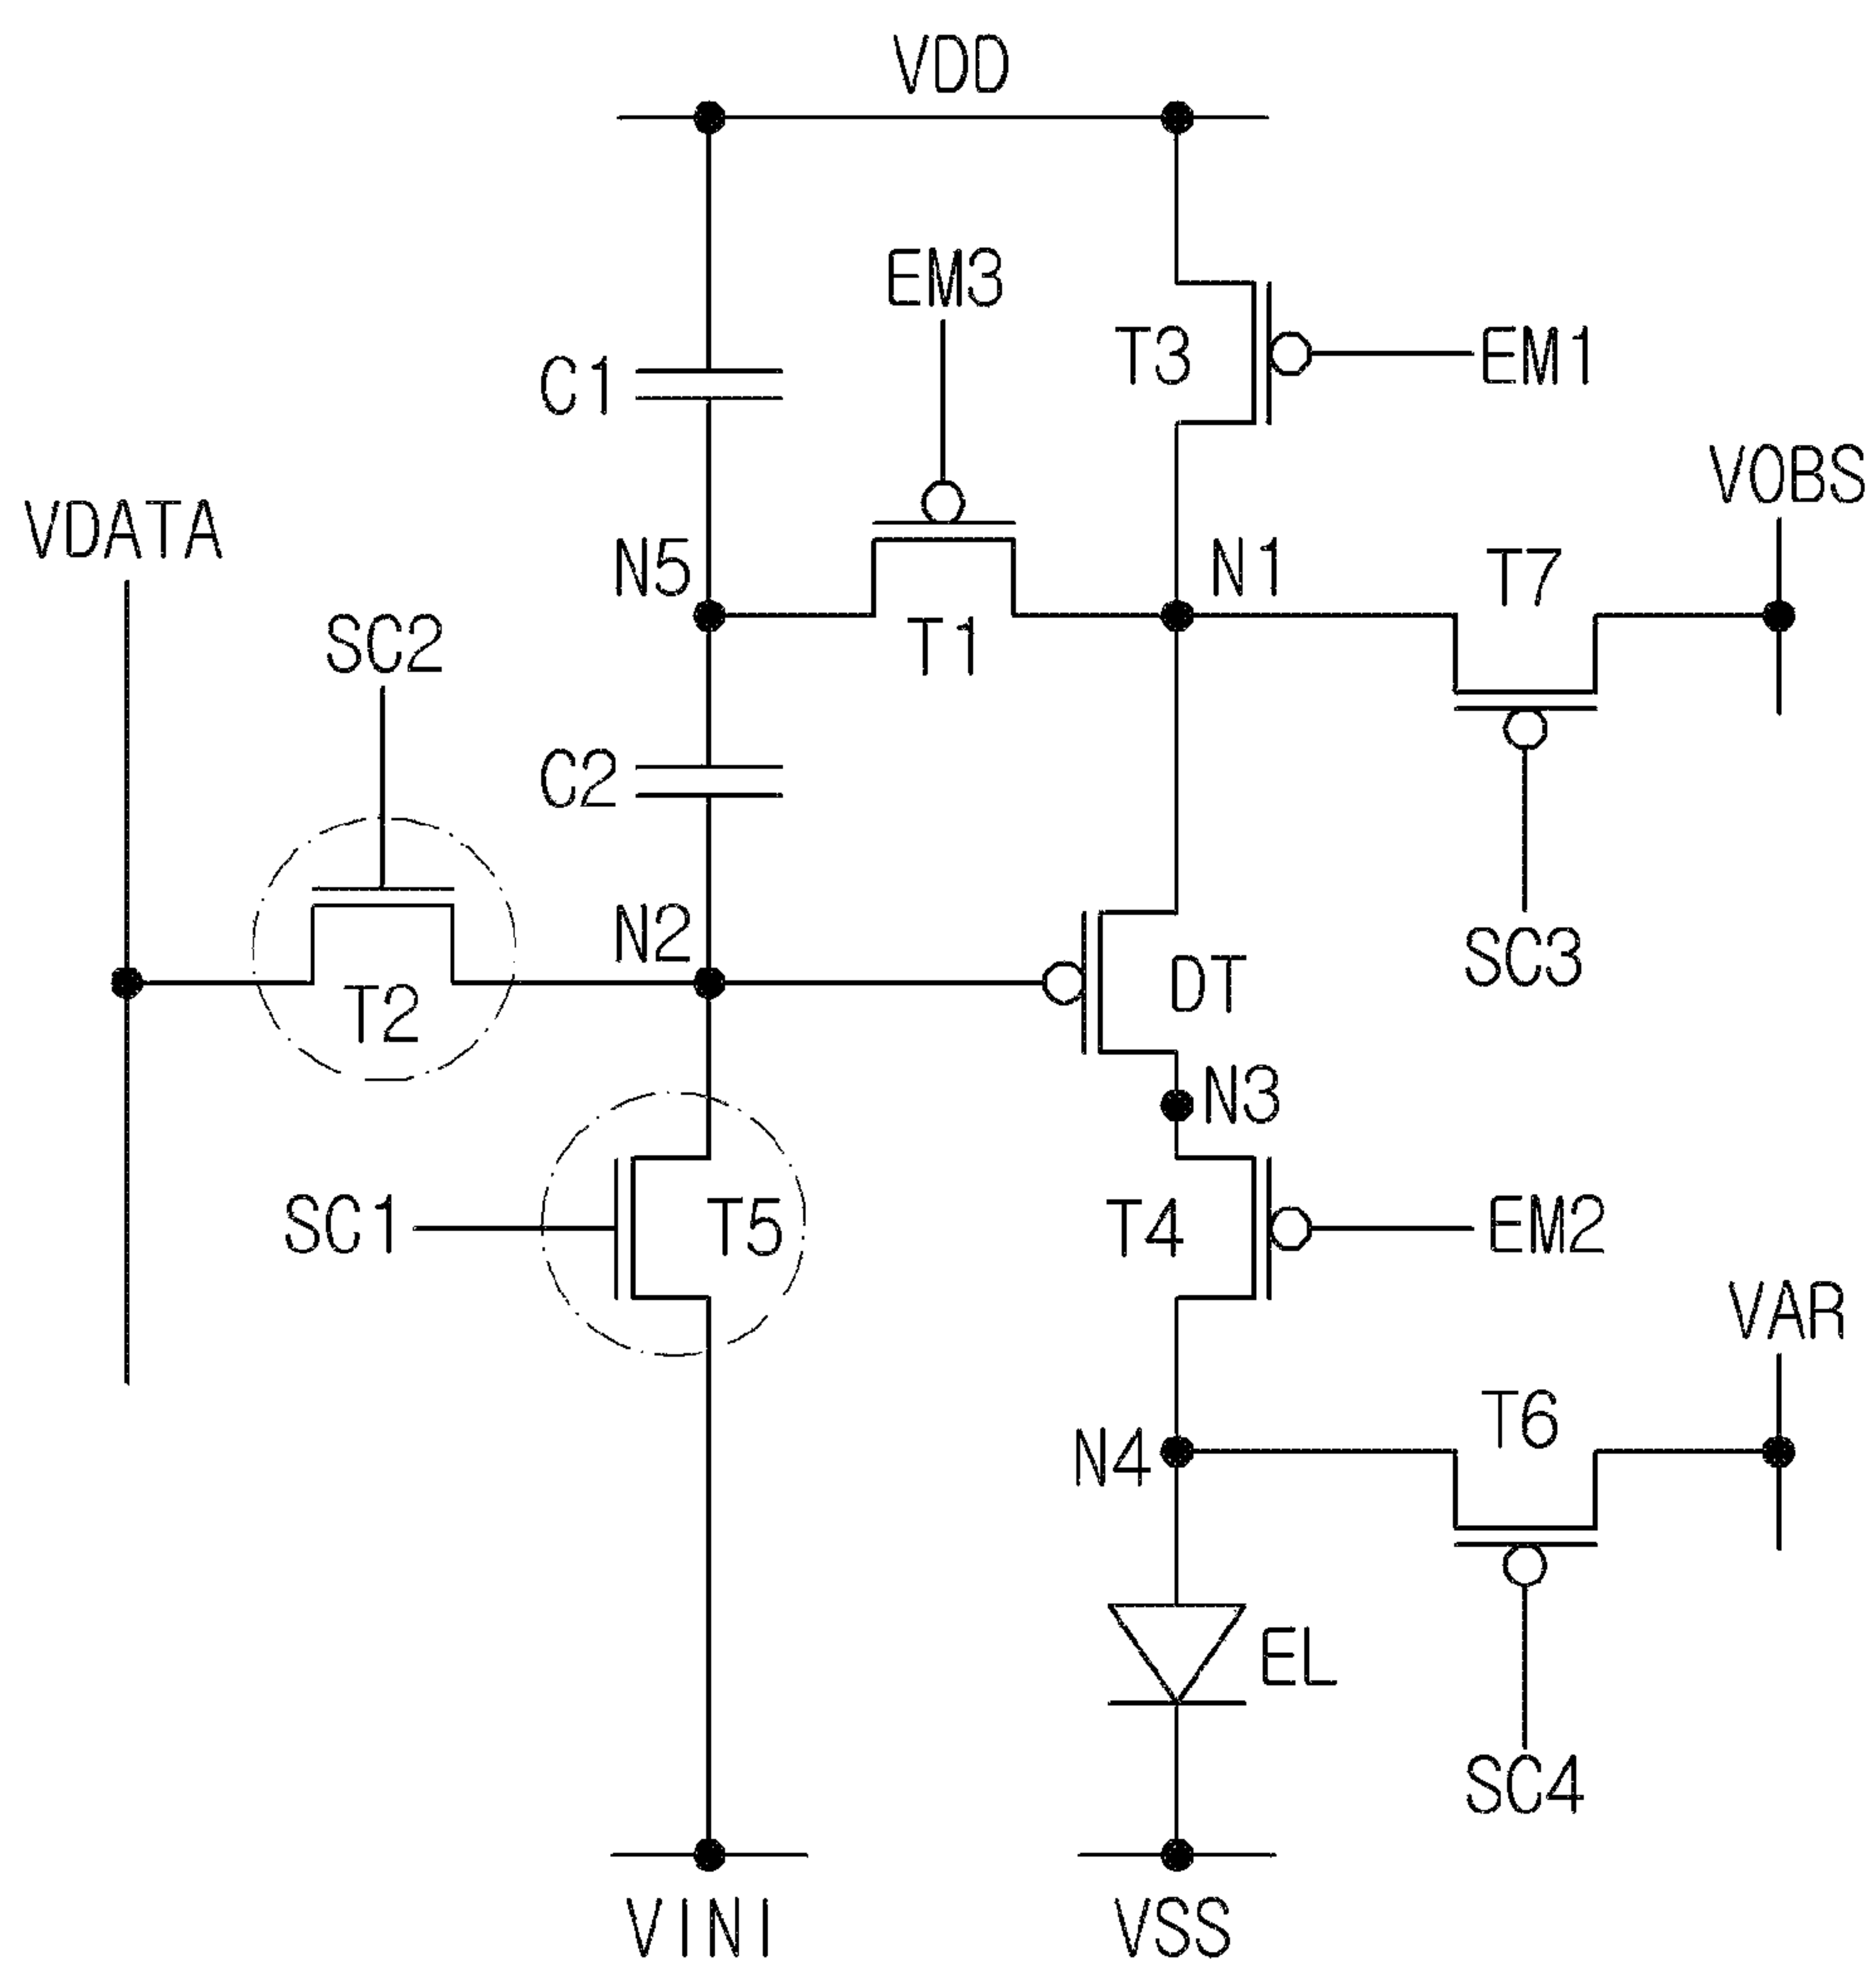 VDD
EM3
T3
EM1
C1
VOBS
VDATA
N5
N1
T7
SC2
T1
C2
N2
SC3
DT
T2
N3
SC1
T5
T4
EM2
VAR
T6
N4
EL
SC4
VINI
VSS